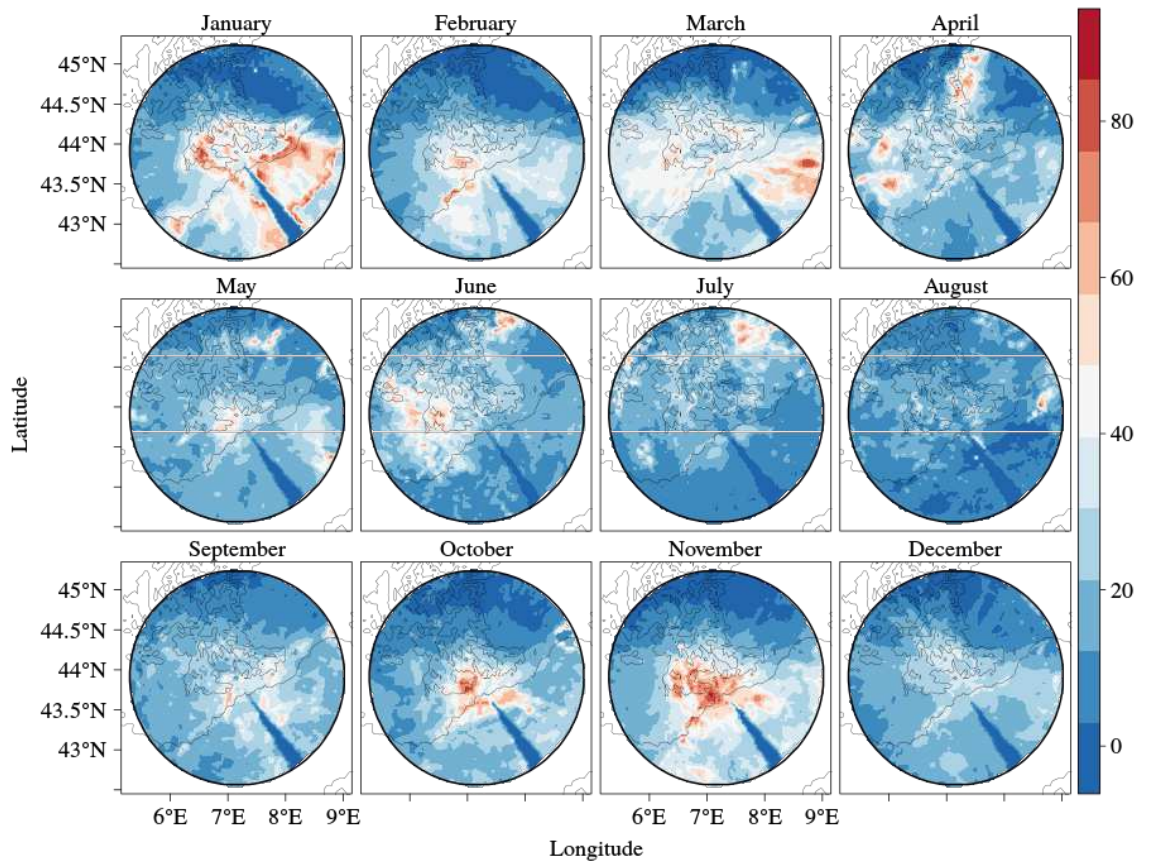 January
February
March
April
45°N
44.5°N
44°N
43.5°N
43°N
80
60
May
June
July
August
Latitude
40
September
October
November
December
45°N
44.5°N
44°N
43.5°N
43°N
20
0
6°E 7°E 8°E 9°E
6°E 7°E 8°E 9°E
Longitude